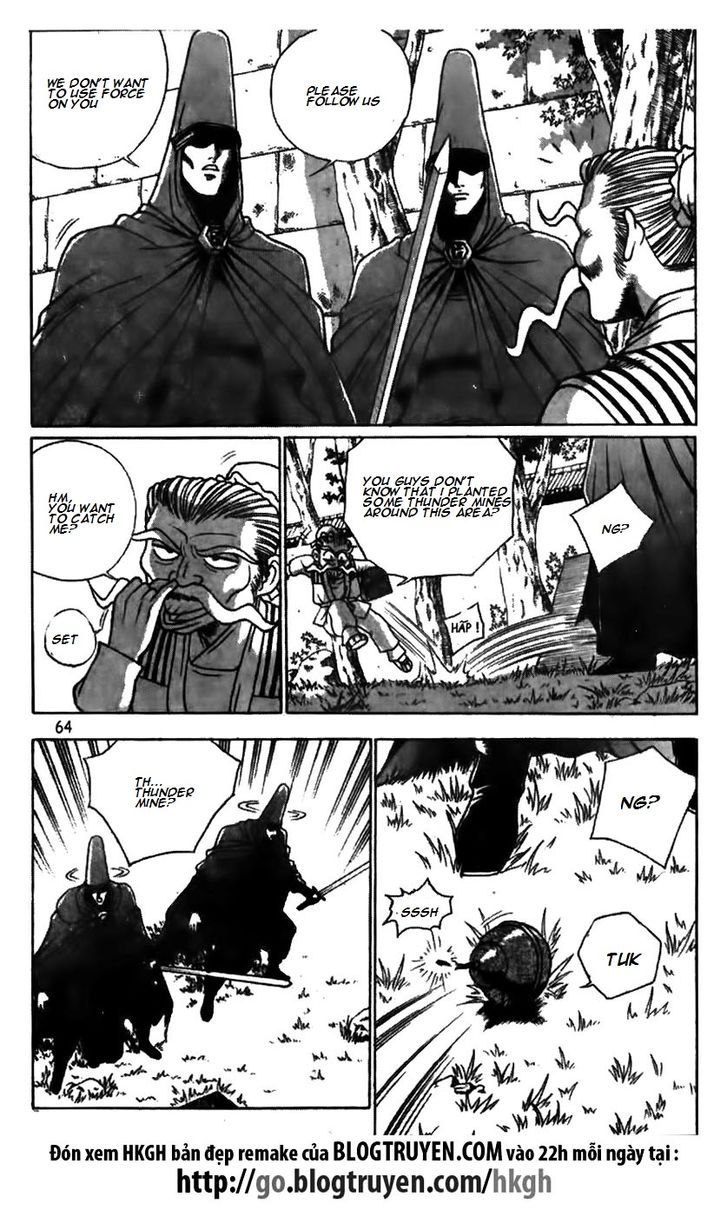 WE DON'T WANT
TO USE FORCE
ON YOU
PLEASE
FOLLOW US
HM,
YOU WANT
TO CATCH
ME?
SET
YOU GUYS DON'T
KNOW THAT I PLANTED
SOME THUNDER MINES
AROUND THIS AREA?
NG?
HẤP !
64
TH...
THUNDER
MINE?
NG?
SSSH
TUK
Đón xem HKGH bản đẹp remake của BLOGTRUYEN.COM vào 22h mỗi ngày tại :
http://go.blogtruyen.com/hkgh